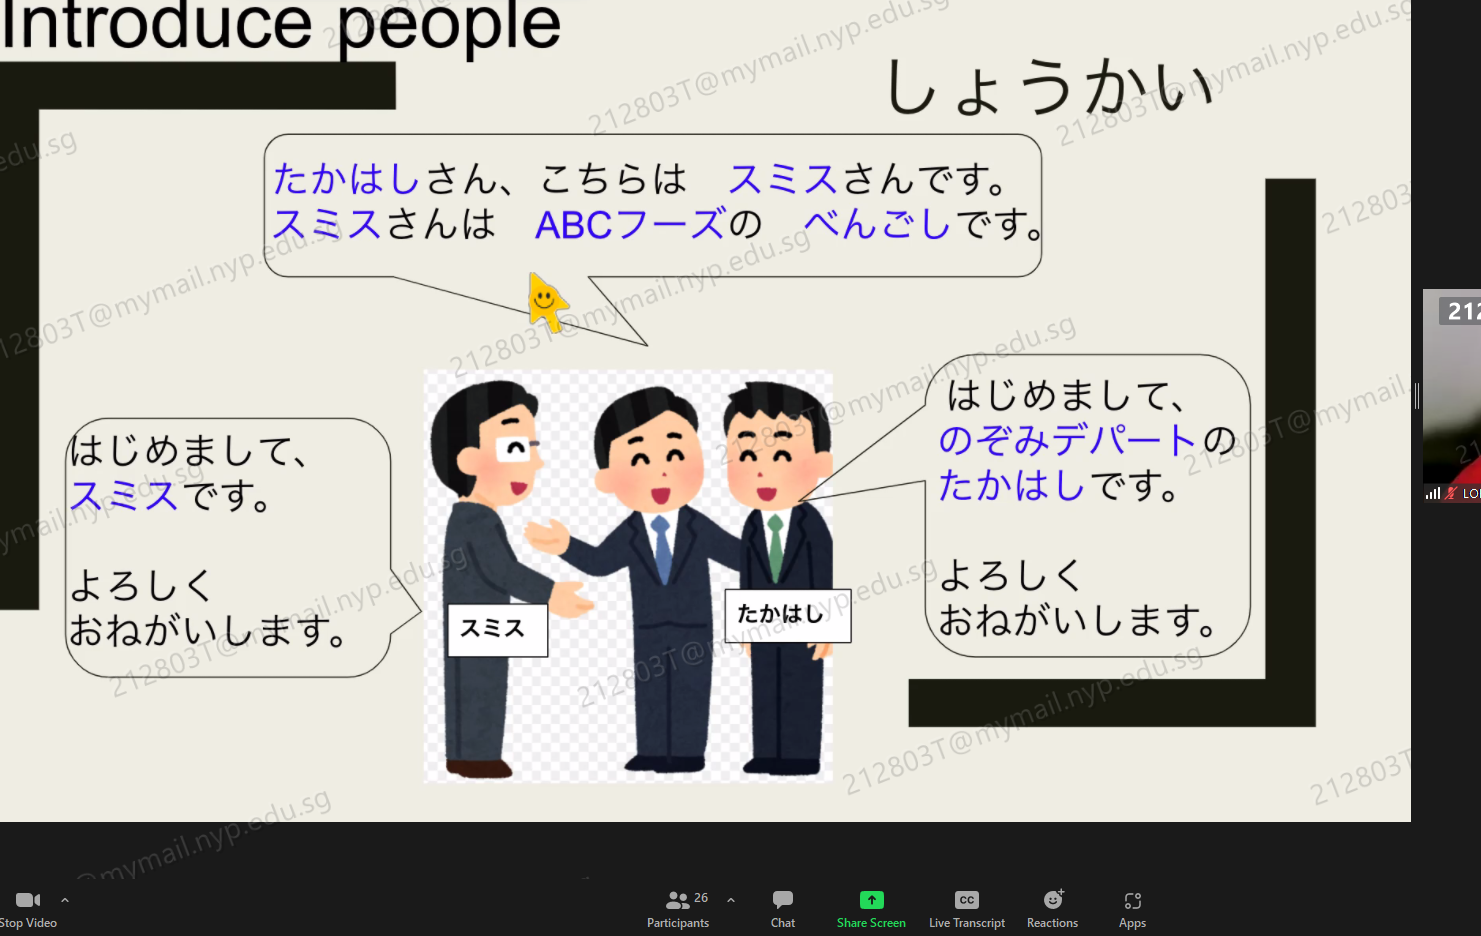 Introduce people
しょうかい
たかはしさん、こちらは　スミスさんです。
スミスさんは　ABCフーズの　べんごしです。
はじめまして、
スミスです。
よろしく
おねがいします。
はじめまして、
のぞみデパートの
たかはしです。
よろしく
おねがいします。
スミス
たかはし
212803T@mymail.nyp.edu.sg
Stop Video
26
Participants
Chat
Share Screen
CC
Live Transcript
Reactions
Apps